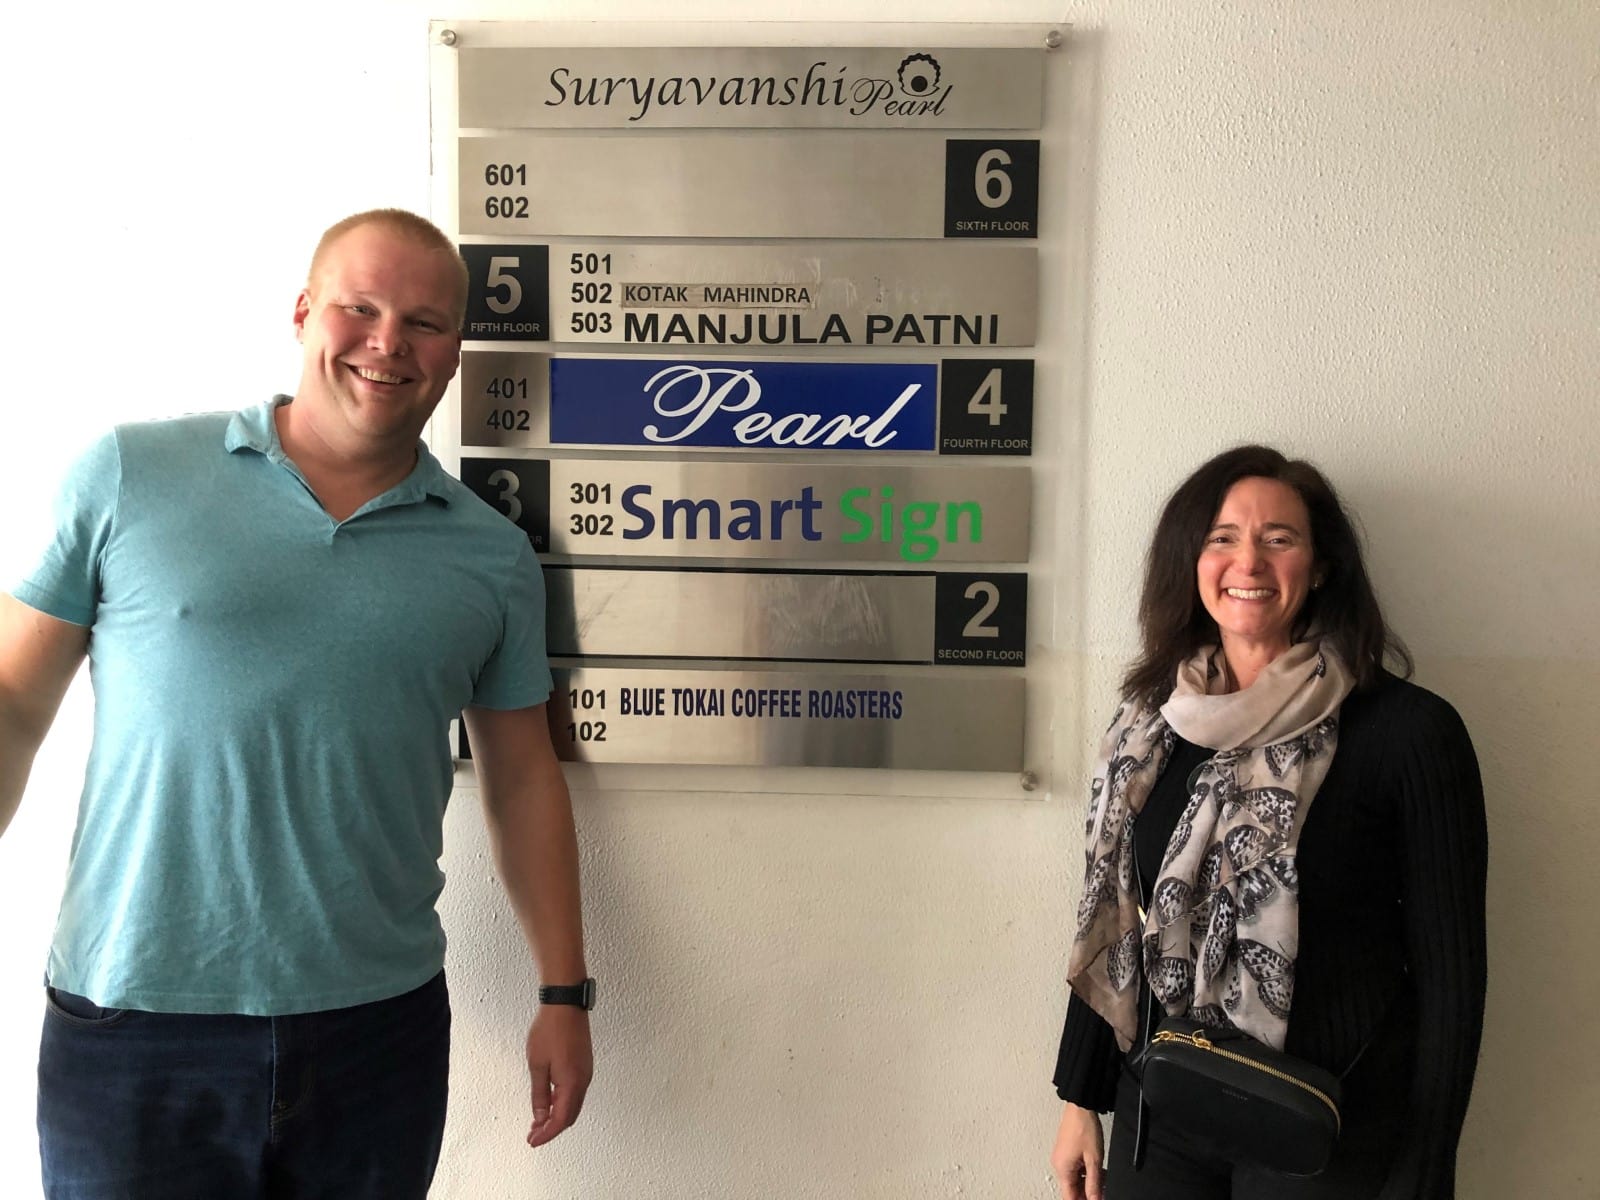 Suryavanshi Pearl
601
602
6
SIXTH FLOOR
5
FIFTH FLOOR
501
502 KOTAK MAHINDRA
503 MANJULA PATNI
401
402
Pearl
4
FOURTH FLOOR
3
301
302
Smart Sign
2
SECOND FLOOR
101 BLUE TOKAI COFFEE ROASTERS
102